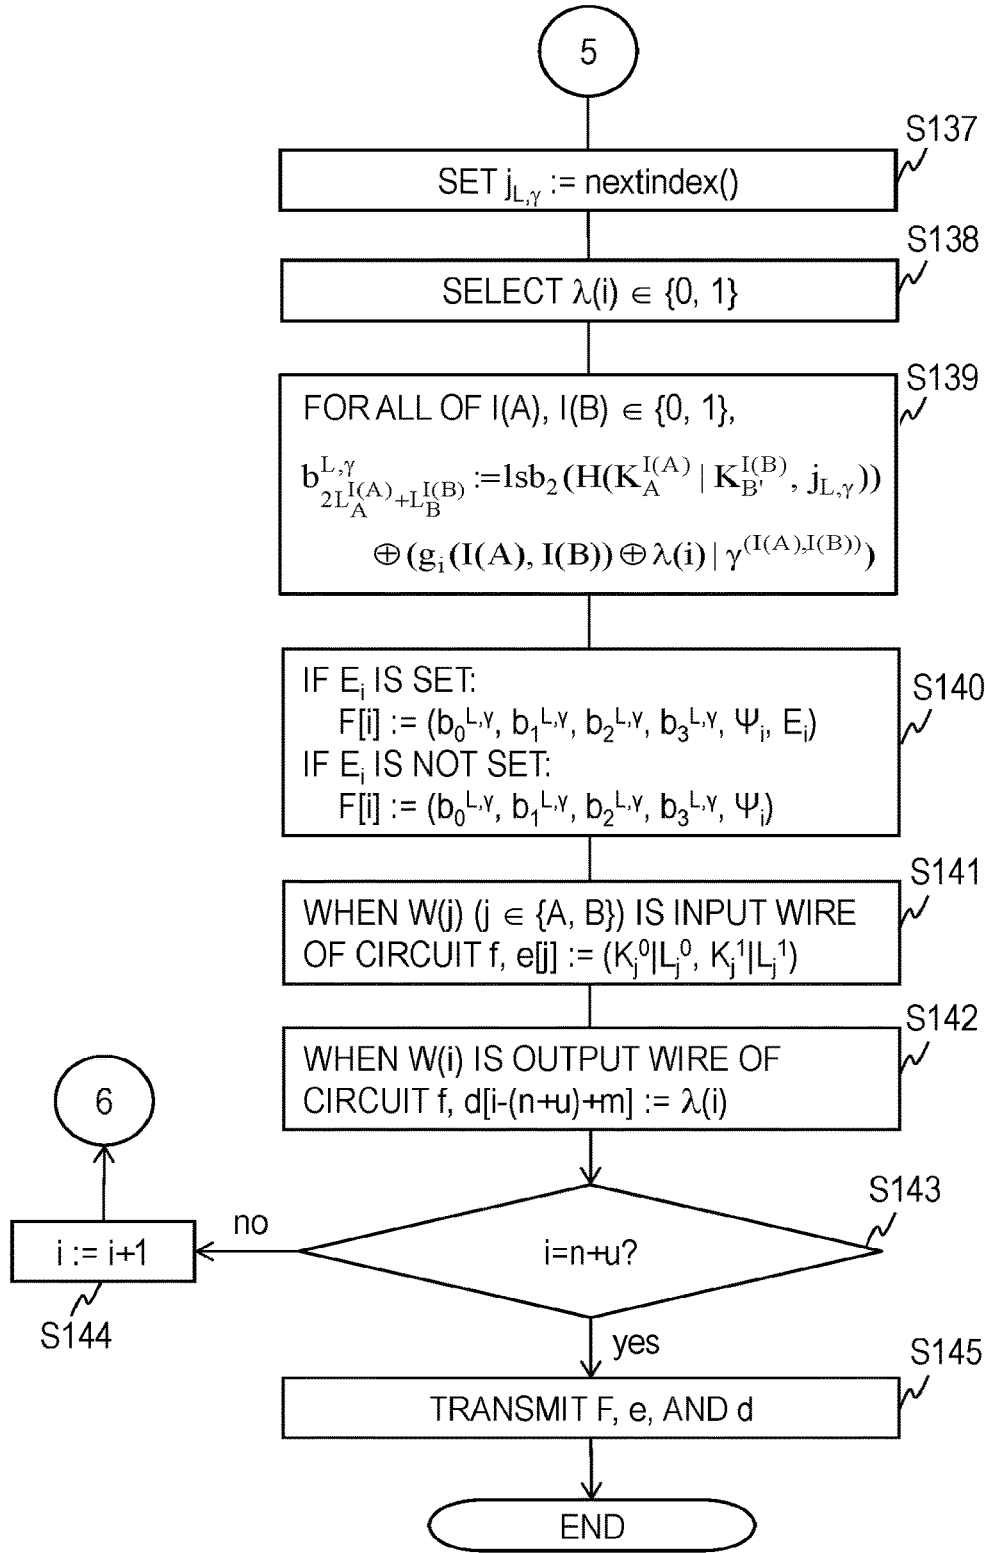 5
S137
SET j_{L,γ} := nextindex()
S138
SELECT λ(i) ∈ {0, 1}
S139
FOR ALL OF I(A), I(B) ∈ {0, 1},
b^{L,γ}_{2L_A^{I(A)}+L_B^{I(B)}} := lsb_2(H(K_A^{I(A)} | K_{B'}^{I(B)}, j_{L,γ}))
⊕(g_i(I(A), I(B))⊕λ(i) | γ^{(I(A),I(B))})
S140
IF E_i IS SET:
F[i] := (b_0^{L,γ}, b_1^{L,γ}, b_2^{L,γ}, b_3^{L,γ}, Ψ_i, E_i)
IF E_i IS NOT SET:
F[i] := (b_0^{L,γ}, b_1^{L,γ}, b_2^{L,γ}, b_3^{L,γ}, Ψ_i)
S141
WHEN W(j) (j ∈ {A, B}) IS INPUT WIRE
OF CIRCUIT f, e[j] := (K_j^0|L_j^0, K_j^1|L_j^1)
S142
WHEN W(i) IS OUTPUT WIRE OF
CIRCUIT f, d[i-(n+u)+m] := λ(i)
6
S143
i=n+u?
no
i := i+1
S144
yes
S145
TRANSMIT F, e, AND d
END